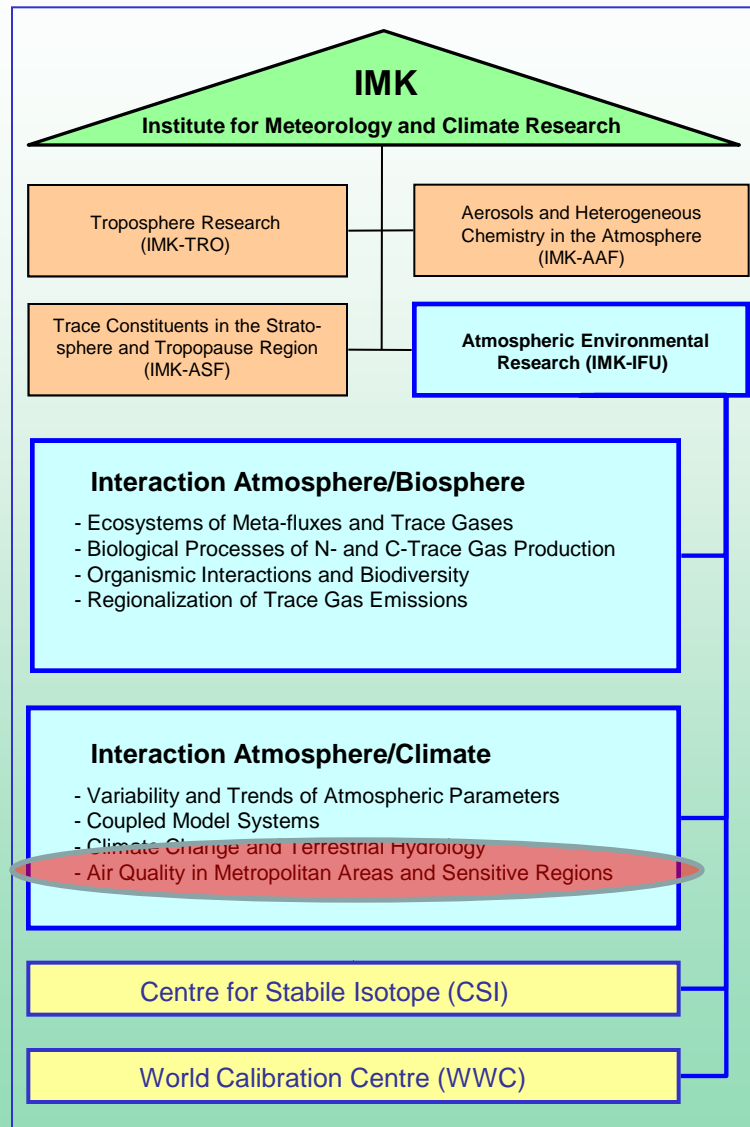 IMK
Institute for Meteorology and Climate Research
Troposphere Research
(IMK-TRO)
Aerosols and Heterogeneous
Chemistry in the Atmosphere
(IMK-AAF)
Trace Constituents in the Strato-
sphere and Tropopause Region
(IMK-ASF)
Atmospheric Environmental
Research (IMK-IFU)
Interaction Atmosphere/Biosphere
- Ecosystems of Meta-fluxes and Trace Gases
- Biological Processes of N- and C-Trace Gas Production
- Organismic Interactions and Biodiversity
- Regionalization of Trace Gas Emissions
Interaction Atmosphere/Climate
- Variability and Trends of Atmospheric Parameters
- Coupled Model Systems
- Climate Change and Terrestrial Hydrology
- Air Quality in Metropolitan Areas and Sensitive Regions
Centre for Stabile Isotope (CSI)
World Calibration Centre (WWC)